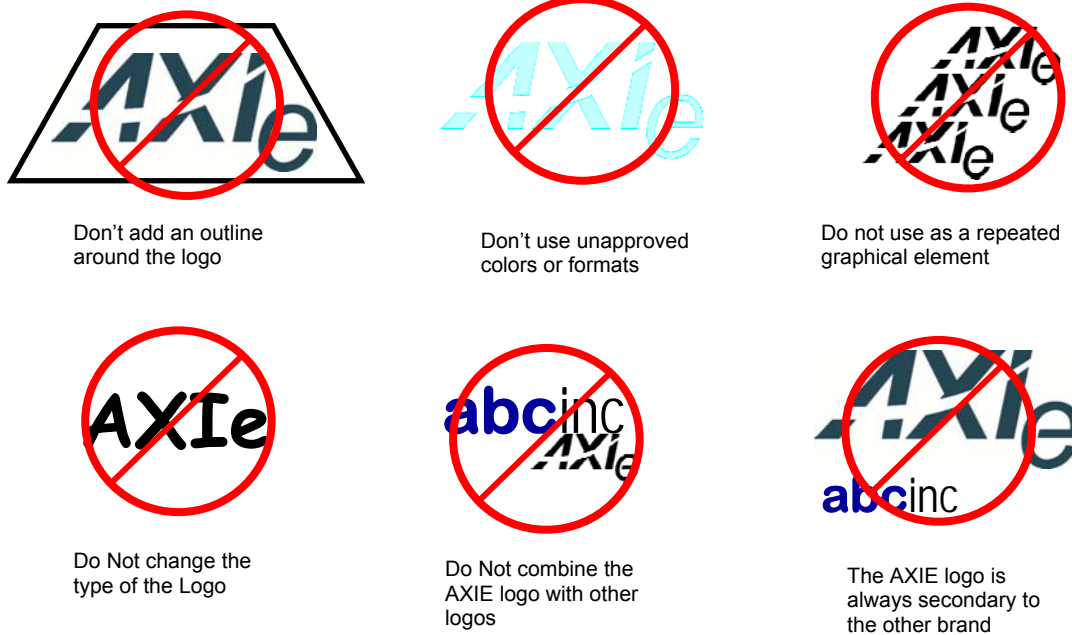 AXIe
Don't add an outline
around the logo
AXIe
Don't use unapproved
colors or formats
AXIe
AXIe
AXIe
Do not use as a repeated
graphical element
AXIe
Do Not change the
type of the Logo
abcinc
AXIe
Do Not combine the
AXIE logo with other
logos
AXIe
abcinc
The AXIE logo is
always secondary to
the other brand